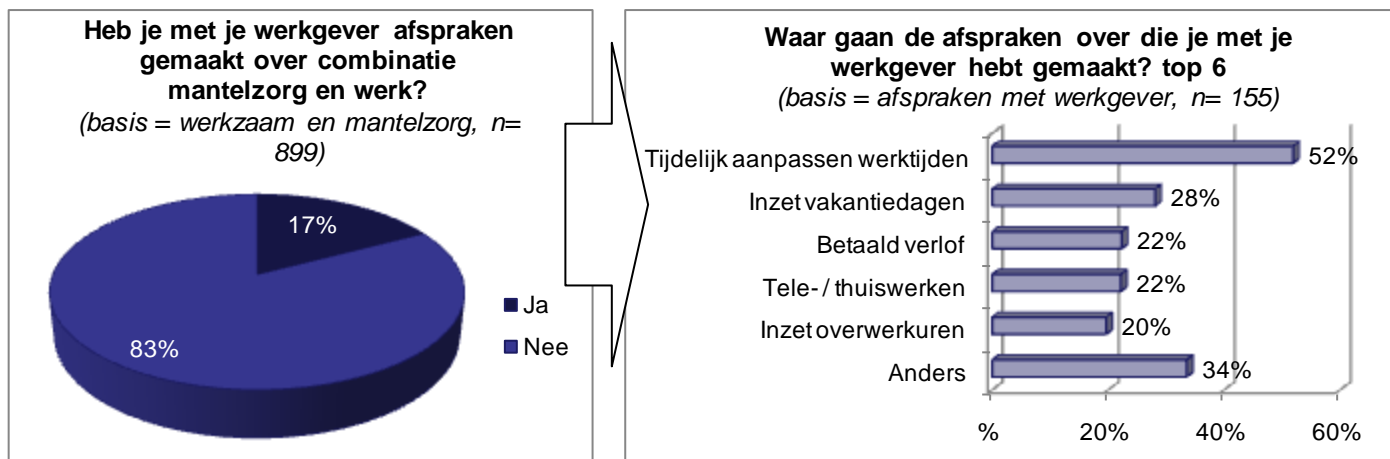 Heb je met je werkgever afspraken
gemaakt over combinatie
mantelzorg en werk?
(basis = werkzaam en mantelzorg, n=
899)
17%
83%
Ja
Nee
Waar gaan de afspraken over die je met je
werkgever hebt gemaakt? top 6
(basis = afspraken met werkgever, n= 155)
Tijdelijk aanpassen werktijden 52%
Inzet vakantiedagen 28%
Betaald verlof 22%
Tele- / thuiswerken 22%
Inzet overwerkuren 20%
Anders 34%
% 20% 40% 60%